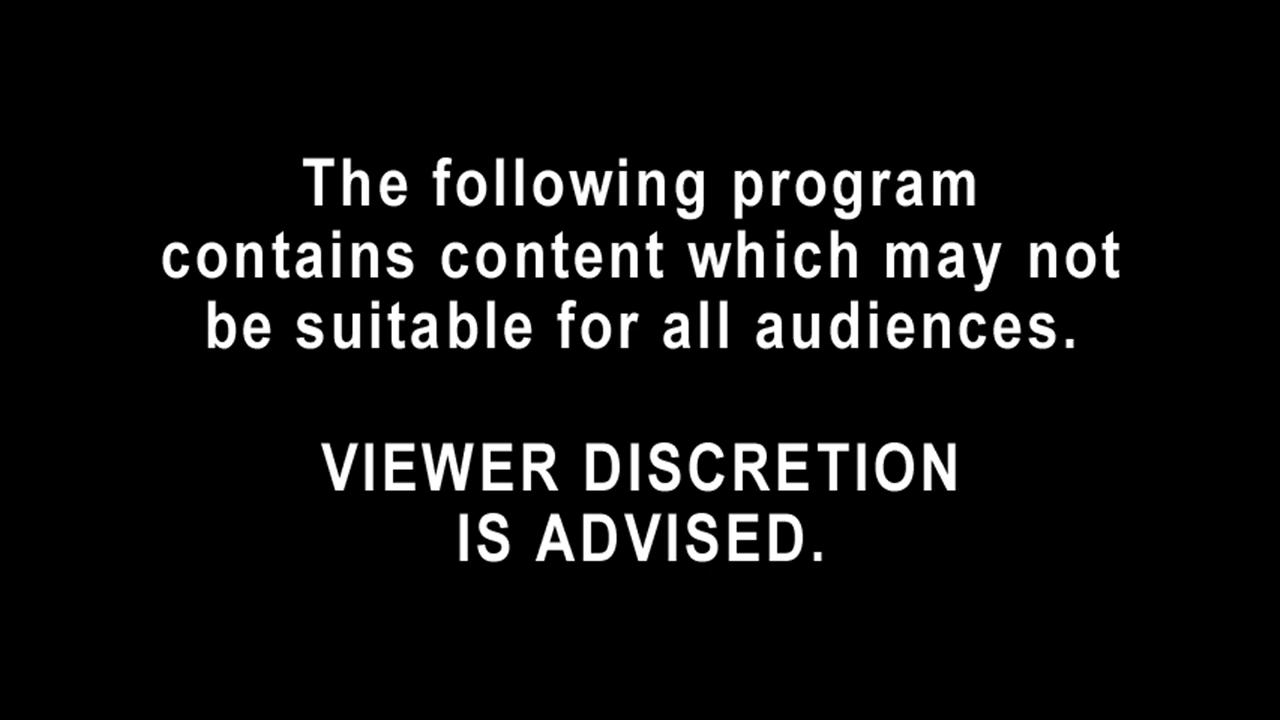 The following program
contains content which may not
be suitable for all audiences.
VIEWER DISCRETION
IS ADVISED.